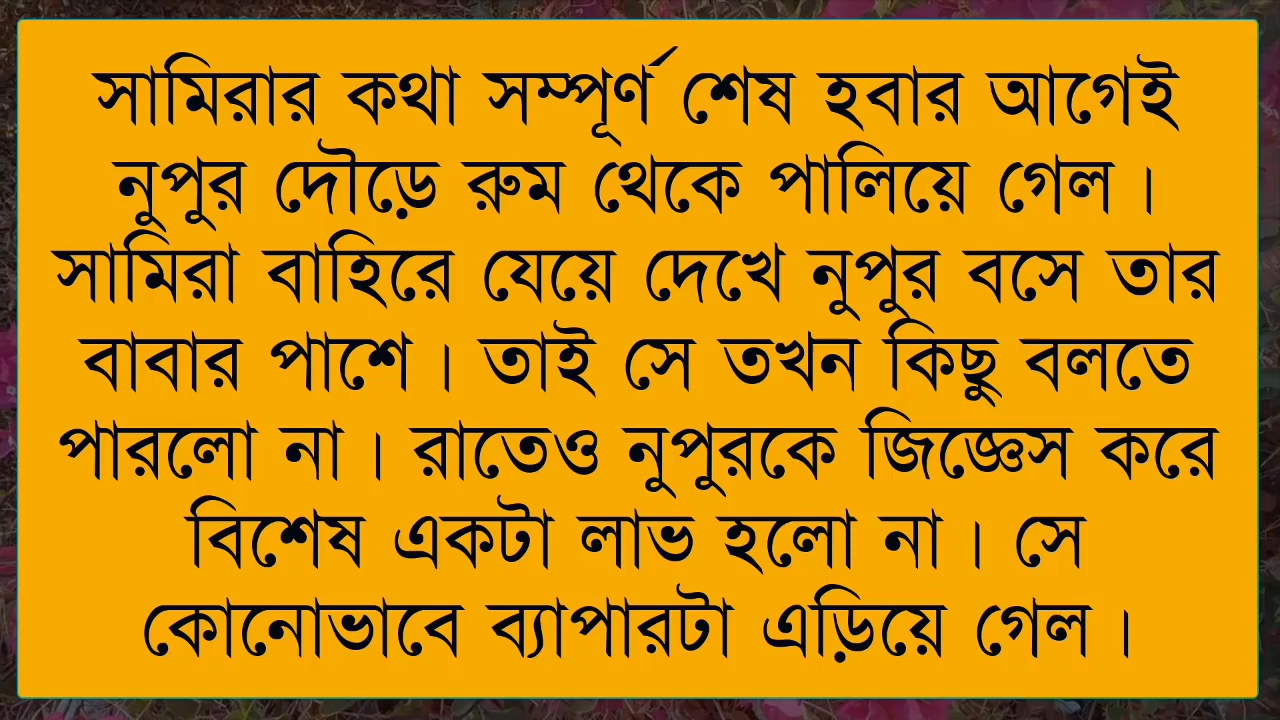 সামিরার কথা সম্পূর্ণ শেষ হবার আগেই
নুপুর দৌড়ে রুম থেকে পালিয়ে গেল।
সামিরা বাহিরে যেয়ে দেখে নুপুর বসে তার
বাবার পাশে। তাই সে তখন কিছু বলতে
পারলো না। রাতেও নুপুরকে জিজ্ঞেস করে
বিশেষ একটা লাভ হলো না। সে
কোনোভাবে ব্যাপারটা এড়িয়ে গেল।